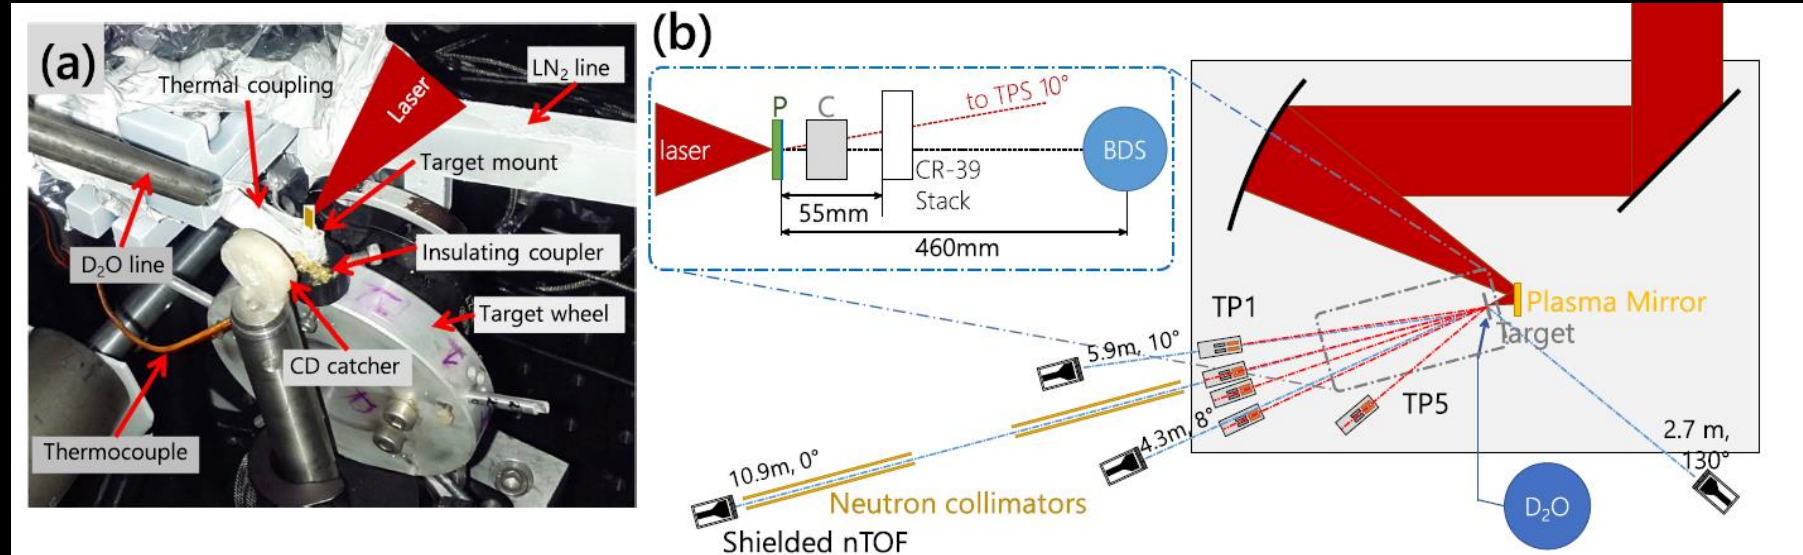 (a)
Thermal coupling
Laser
LN₂ line
Target mount
D₂O line
Insulating coupler
Target wheel
CD catcher
Thermocouple
(b)
laser
P
C
to TPS 10°
BDS
CR-39
Stack
55mm
460mm
Plasma Mirror
Target
TP1
5.9m, 10°
TP5
4.3m, 8°
2.7 m,
130°
10.9m, 0°
Neutron collimators
D₂O
Shielded nTOF